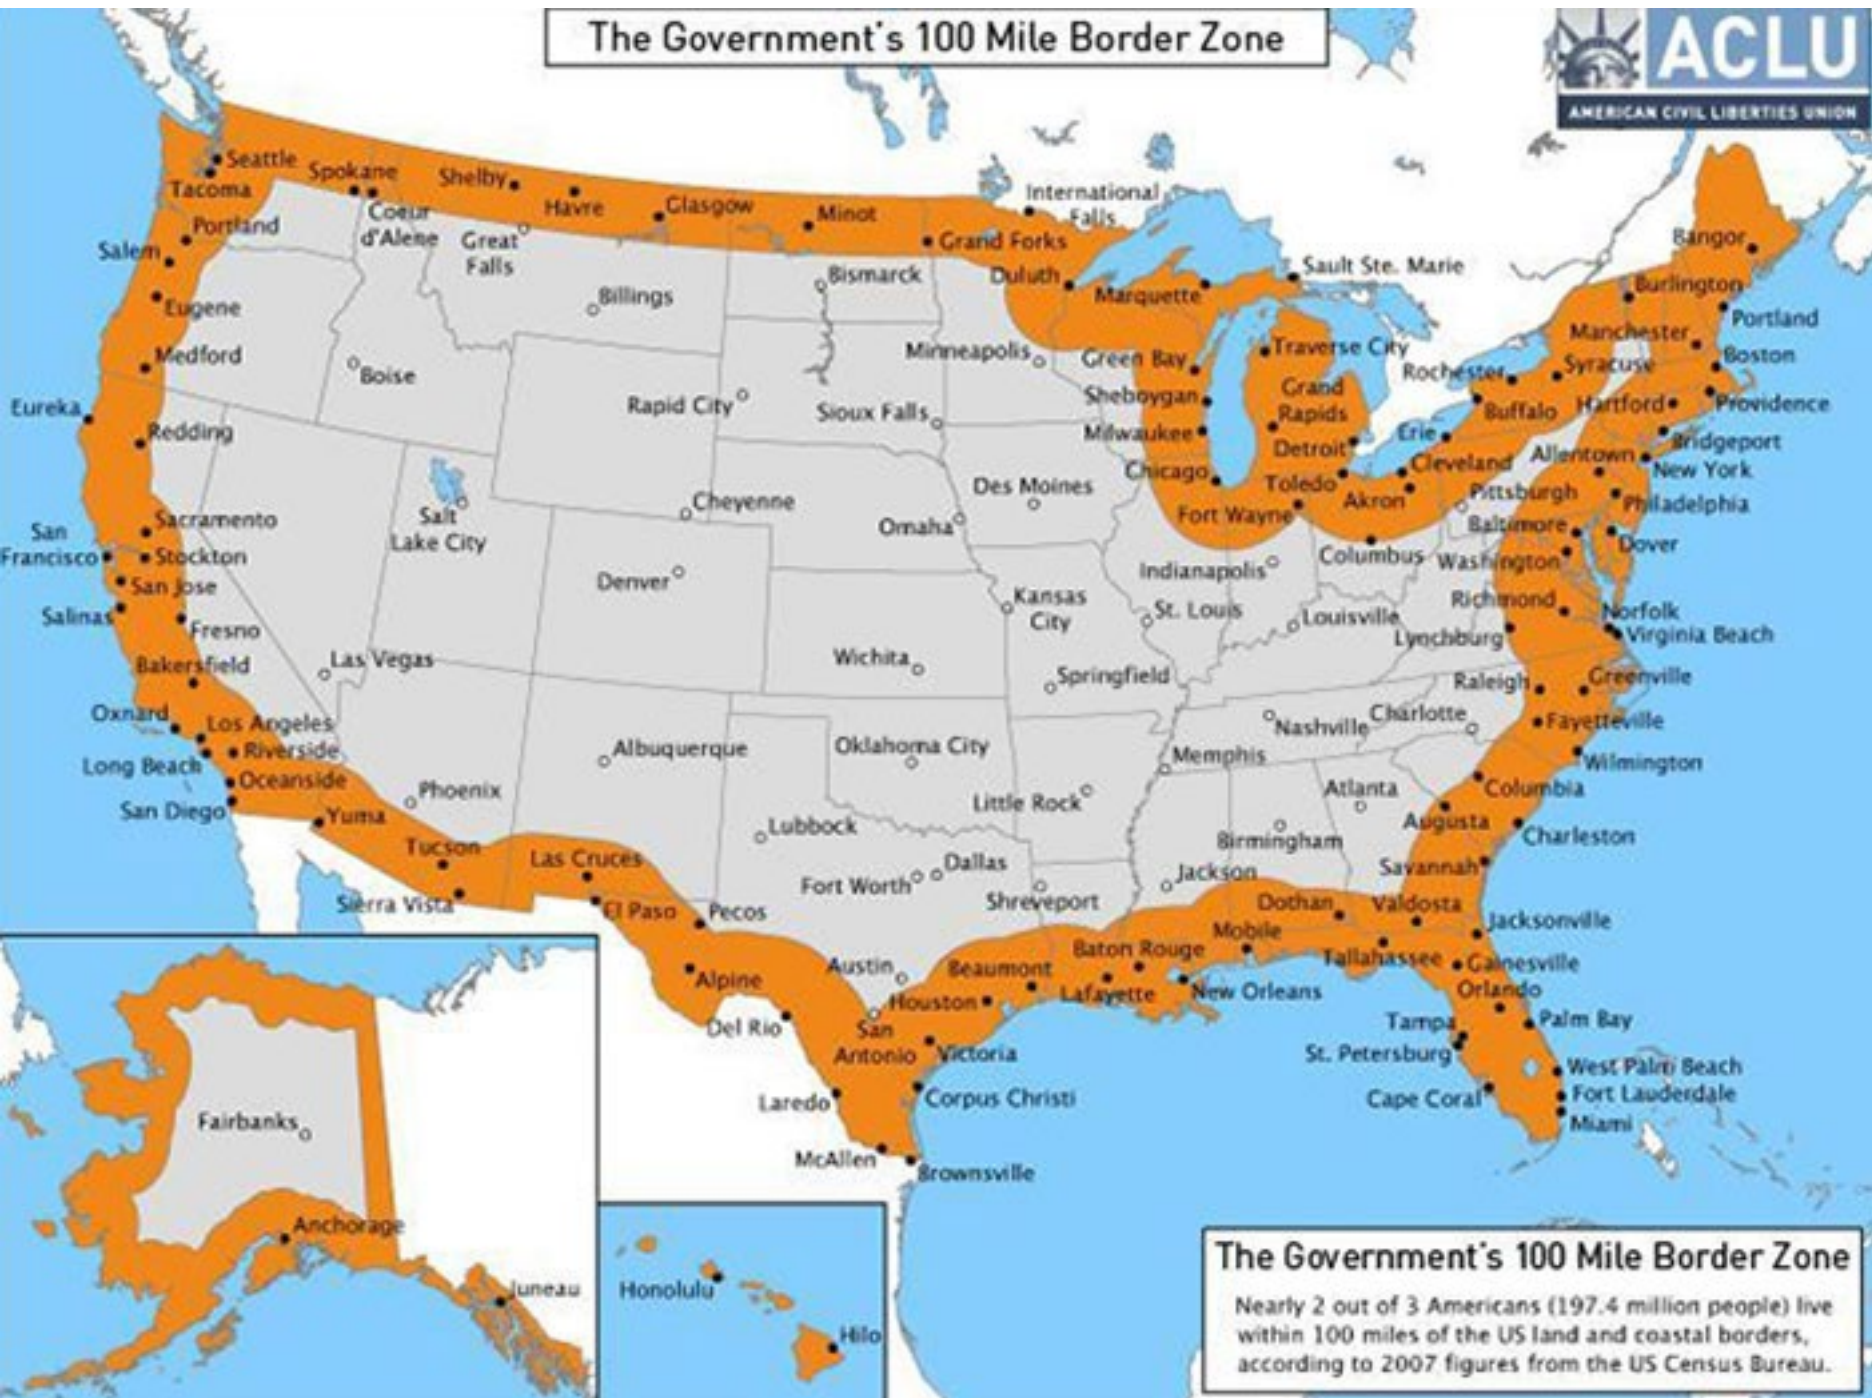 The Government's 100 Mile Border Zone
ACLU
AMERICAN CIVIL LIBERTIES UNION
Seattle
Tacoma
Spokane
Coeur
d'Alene
Shelby
Havre
Great
Falls
Glasgow
Minot
Grand Forks
International
Falls
Duluth
Marquette
Sault Ste. Marie
Bangor
Burlington
Portland
Manchester
Boston
Syracuse
Rochester
Buffalo
Hartford
Providence
Bridgeport
New York
Allentown
Philadelphia
Pittsburgh
Baltimore
Dover
Washington
Richmond
Norfolk
Virginia Beach
Lynchburg
Portland
Salem
Eugene
Medford
Eureka
Redding
Boise
Billings
Bismarck
Minneapolis
Green Bay
Sheboygan
Milwaukee
Chicago
Traverse City
Grand
Rapids
Detroit
Erie
Cleveland
Toledo
Akron
Fort Wayne
Columbus
Rapid City
Sioux Falls
Des Moines
Omaha
Cheyenne
Salt
Lake City
Denver
Sacramento
San
Francisco
Stockton
San Jose
Salinas
Fresno
Bakersfield
Las Vegas
Oxnard
Los Angeles
Riverside
Long Beach
Oceanside
San Diego
Yuma
Phoenix
Tucson
Sierra Vista
Albuquerque
Las Cruces
El Paso
Pecos
Alpine
Del Rio
Indianapolis
Kansas
City
St. Louis
Louisville
Wichita
Springfield
Raleigh
Greenville
Fayetteville
Charlotte
Wilmington
Nashville
Memphis
Oklahoma City
Little Rock
Atlanta
Columbia
Augusta
Charleston
Birmingham
Savannah
Lubbock
Dallas
Fort Worth
Jackson
Shreveport
Dothan
Valdosta
Jacksonville
Mobile
Tallahassee
Gainesville
Baton Rouge
Austin
Beaumont
Houston
Lafayette
New Orleans
Orlando
San
Antonio
Victoria
Tampa
Palm Bay
St. Petersburg
West Palm Beach
Cape Coral
Fort Lauderdale
Miami
Laredo
Corpus Christi
McAllen
Brownsville
Fairbanks
Anchorage
Juneau
Honolulu
Hilo
The Government's 100 Mile Border Zone
Nearly 2 out of 3 Americans (197.4 million people) live
within 100 miles of the US land and coastal borders,
according to 2007 figures from the US Census Bureau.